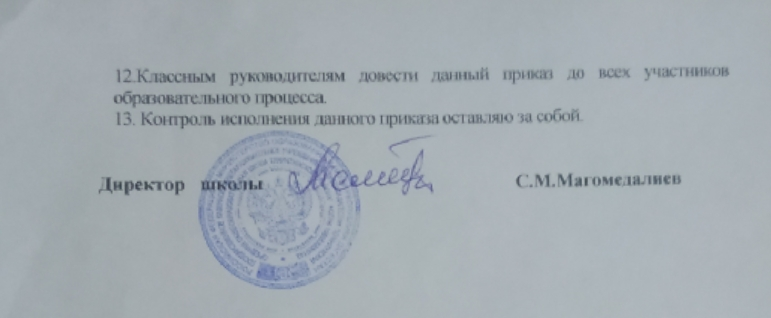 12.Классным руководителям довести данный приказ до всех участников
образовательного процесса.
13. Контроль исполнения данного приказа оставляю за собой.
Директор школы С.М.Магомедалиев